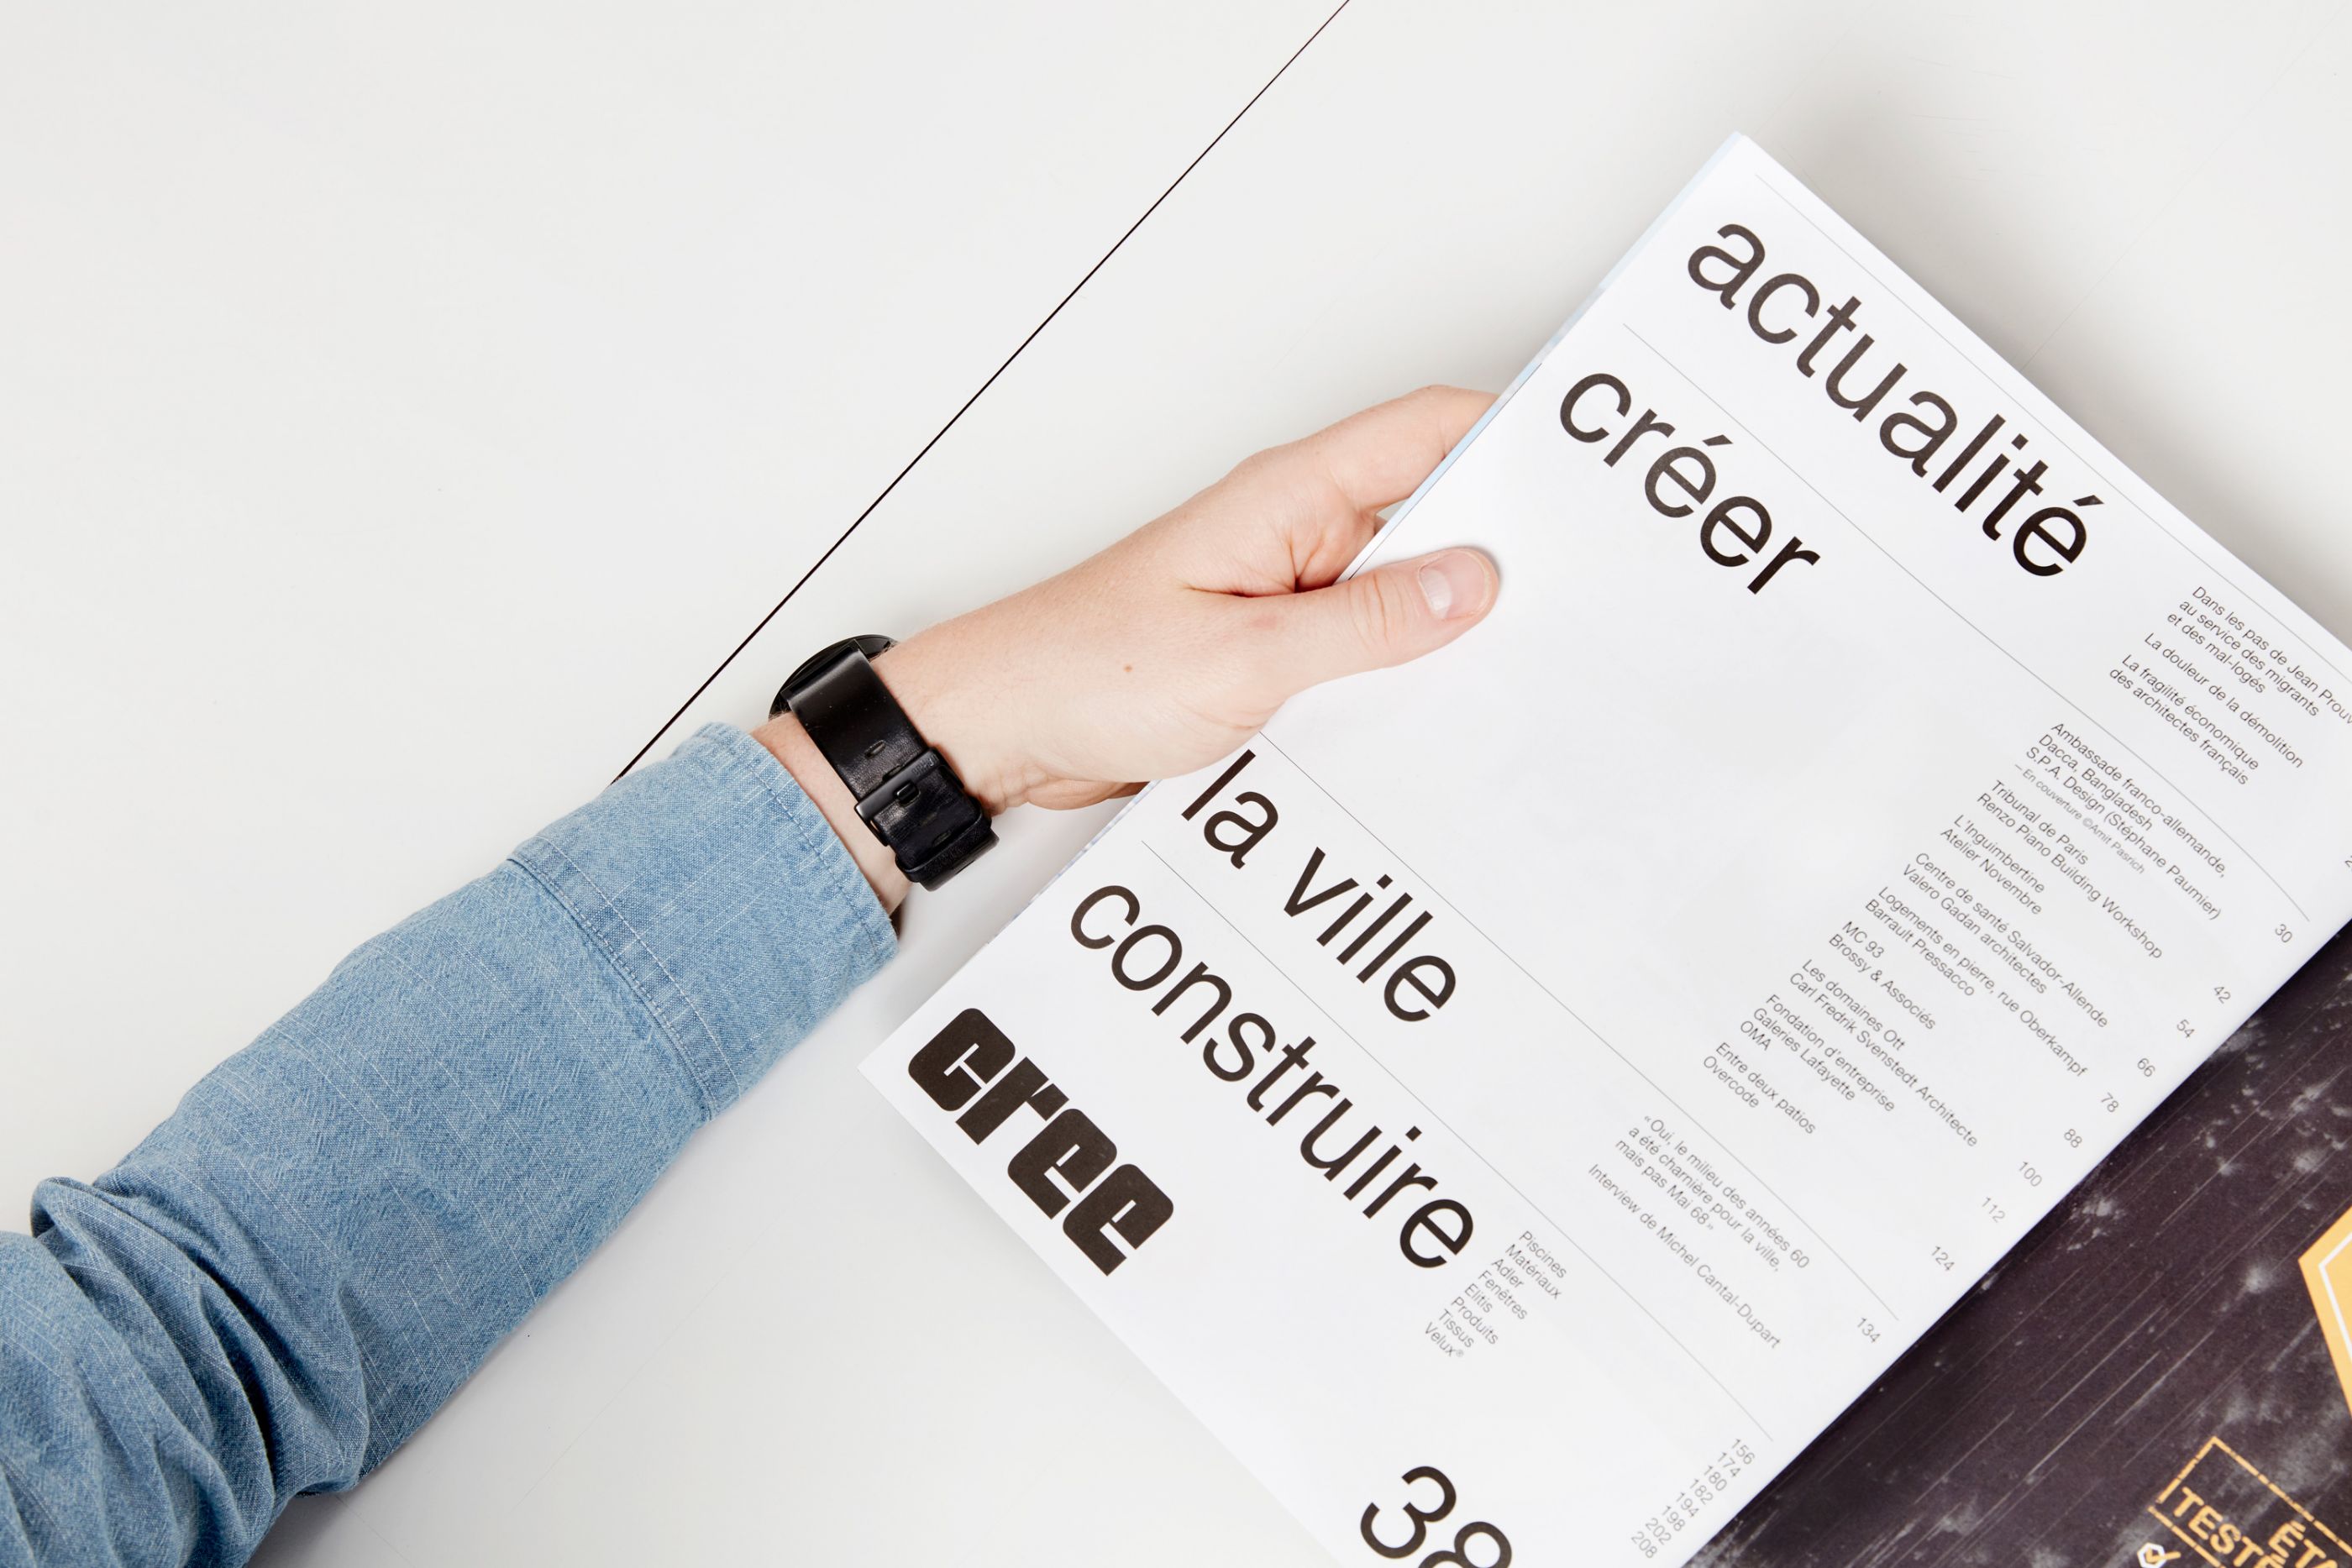 actualité
Dans les pas de Jean Prouv
au service des migrants
et des mal-logés
La douleur de la démolition
La fragilité économique
des architectes français
créer
Ambassade franco-allemande,
Dacca, Bangladesh
S.P.A. Design (Stéphane Paumier)
– En couverture ©Amit Pasrich
30
Tribunal de Paris
Renzo Piano Building Workshop
42
L'Inguimbertine
Atelier Novembre
54
Centre de santé Salvador-Allende
Valero Gadan architectes
66
Logements en pierre, rue Oberkampf
Barrault Pressacco
78
MC 93
Brossy & Associés
88
Les domaines Ott
Carl Fredrik Svenstedt Architecte
100
Fondation d'entreprise
Galeries Lafayette
OMA
112
Entre deux patios
Overcode
124
la ville
«Oui, le milieu des années 60
a été charnière pour la ville,
mais pas Mai 68»
Interview de Michel Cantal-Dupart
134
construire
Piscines
Matériaux
Adler
Fenêtres
Elitis
Produits
Tissus
Velux®
156
174
180
182
194
198
202
208
cree
38
ÉT
TEST